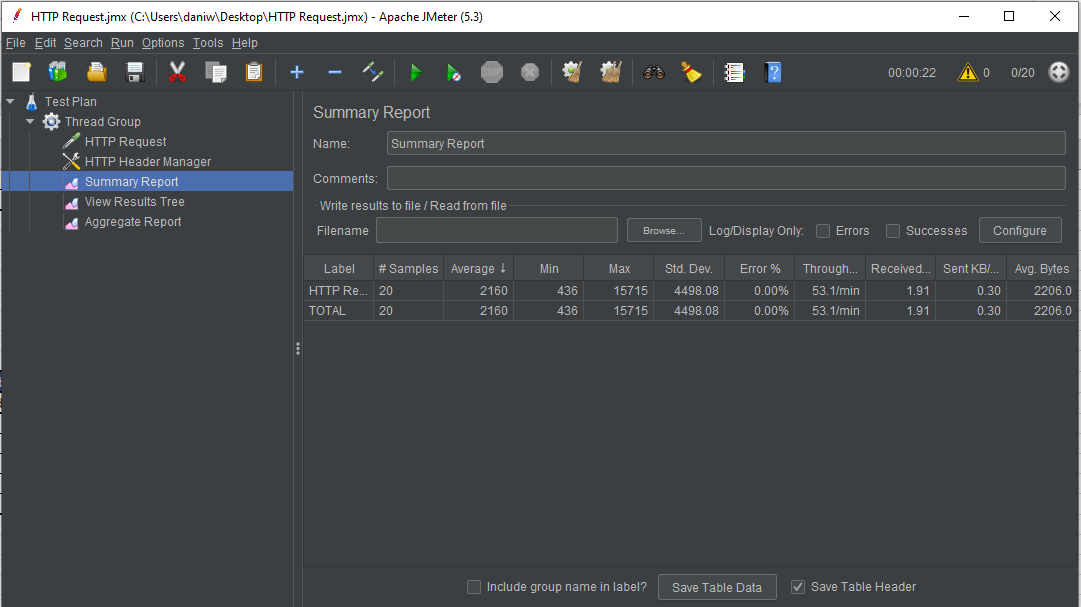 HTTP Request.jmx (C:\Users\daniw\Desktop\HTTP Request.jmx) - Apache JMeter (5.3)
File Edit Search Run Options Tools Help
STOP 00:00:22 0 0/20
Test Plan
Thread Group
HTTP Request
HTTP Header Manager
Summary Report
View Results Tree
Aggregate Report
Summary Report
Name: Summary Report
Comments:
Write results to file / Read from file
Filename Browse... Log/Display Only: Errors Successes Configure
Label # Samples Average ↓ Min Max Std. Dev. Error % Through... Received... Sent KB/... Avg. Bytes
HTTP Re... 20 2160 436 15715 4498.08 0.00% 53.1/min 1.91 0.30 2206.0
TOTAL 20 2160 436 15715 4498.08 0.00% 53.1/min 1.91 0.30 2206.0
Include group name in label? Save Table Data Save Table Header